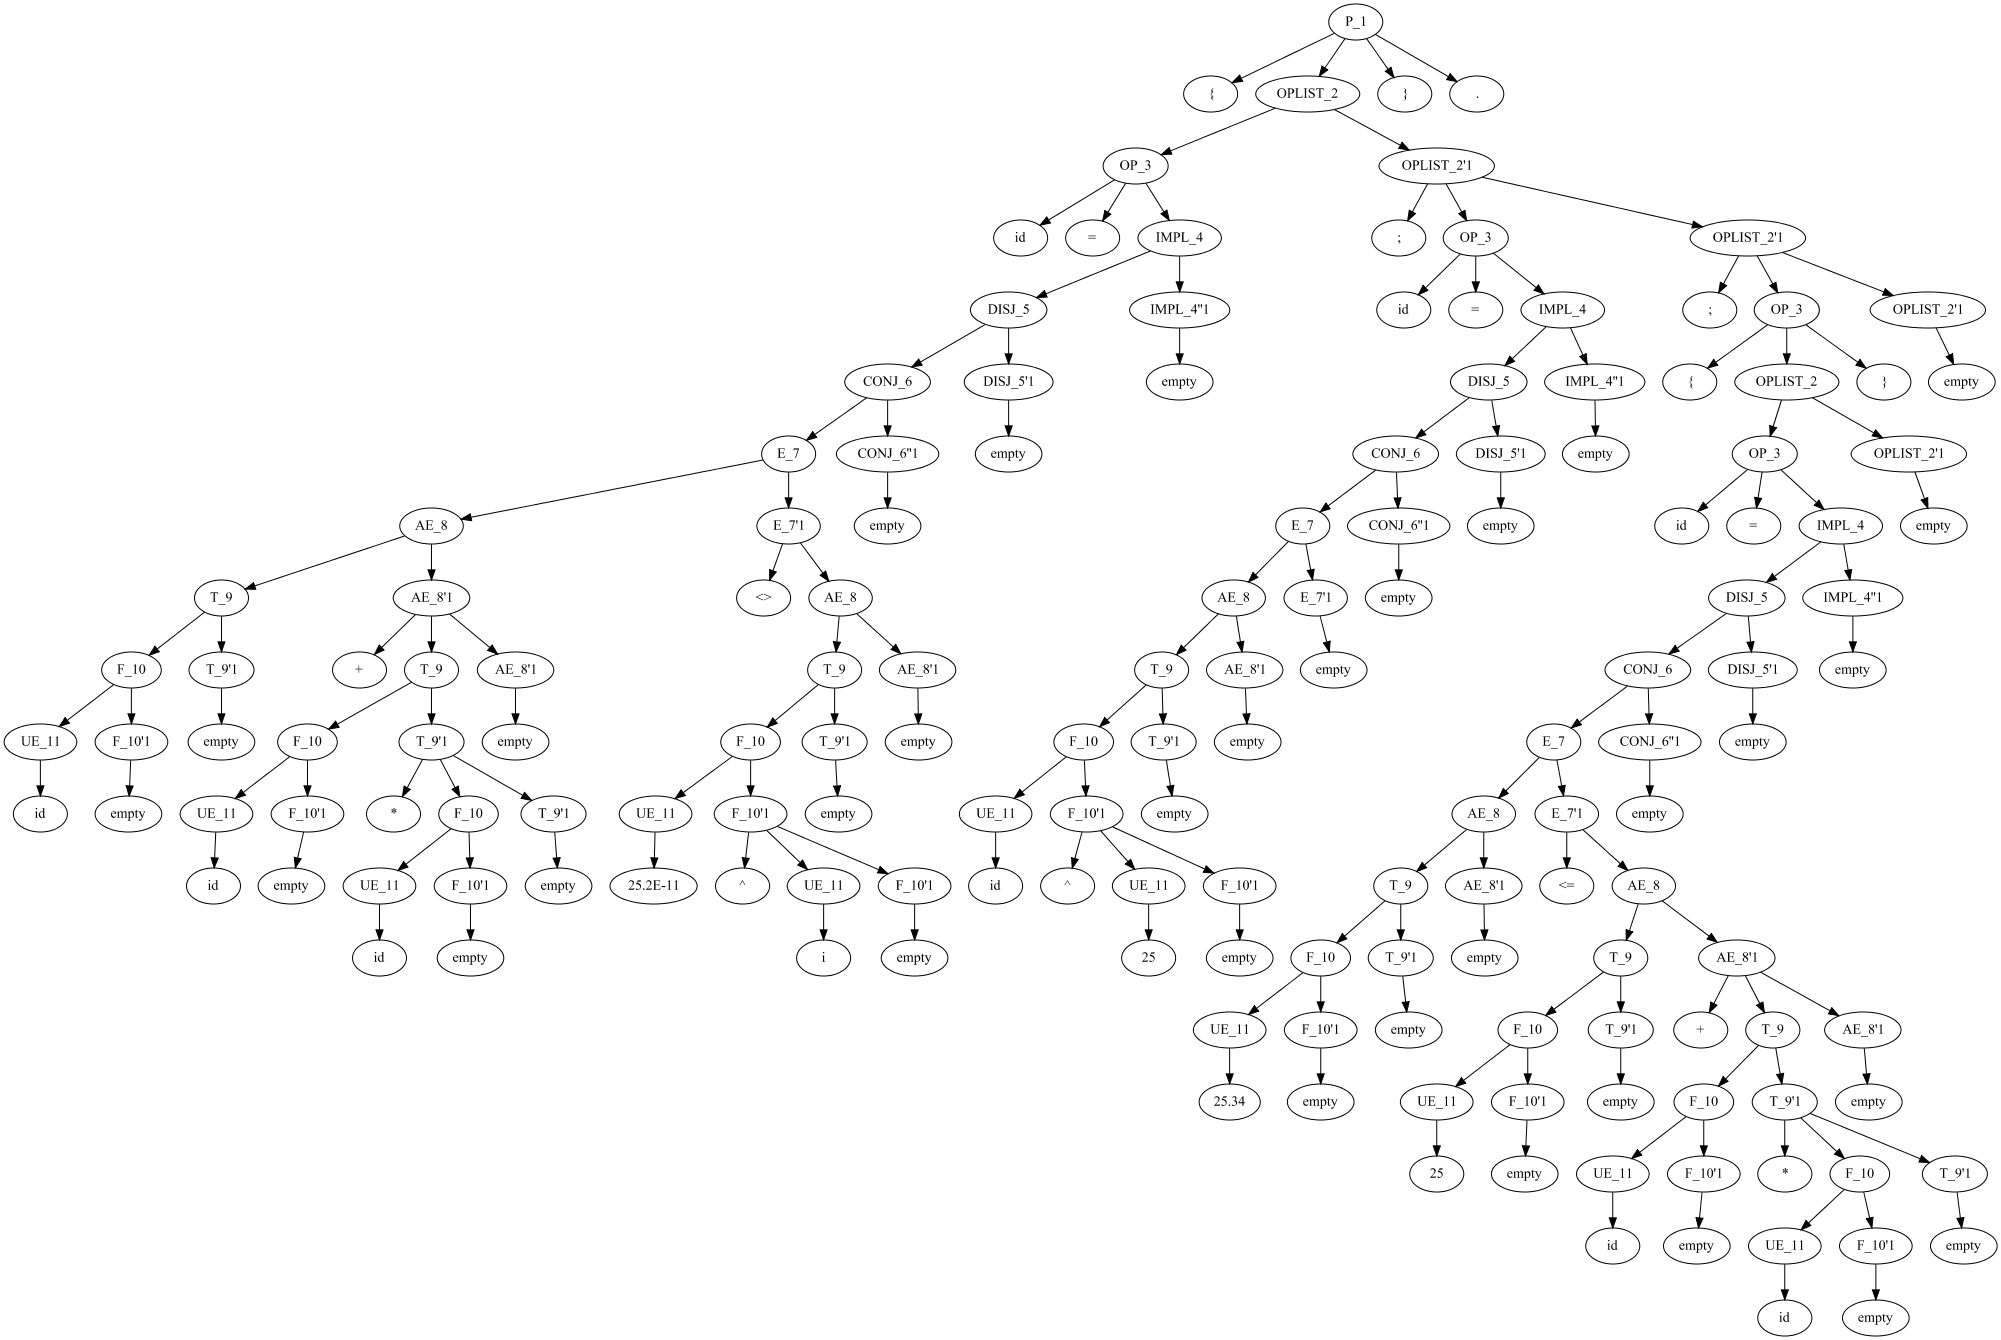 P_1
{ OPLIST_2 } .
OP_3 OPLIST_2'1
id = IMPL_4 ; OP_3 OPLIST_2'1
DISJ_5 IMPL_4"1 id = IMPL_4 ; OP_3 OPLIST_2'1
CONJ_6 DISJ_5'1 empty DISJ_5 IMPL_4"1 { OPLIST_2 } empty
E_7 CONJ_6"1 empty CONJ_6 DISJ_5'1 empty OP_3 OPLIST_2'1
AE_8 E_7'1 empty E_7 CONJ_6"1 empty id = IMPL_4 empty
T_9 AE_8'1 <> AE_8 AE_8 E_7'1 empty DISJ_5 IMPL_4"1
F_10 T_9'1 + T_9 AE_8'1 T_9 AE_8'1 T_9 AE_8'1 empty CONJ_6 DISJ_5'1 empty
UE_11 F_10'1 empty F_10 T_9'1 empty F_10 T_9'1 empty F_10 T_9'1 empty E_7 CONJ_6"1 empty
id empty UE_11 F_10'1 * F_10 T_9'1 UE_11 F_10'1 empty UE_11 F_10'1 empty AE_8 E_7'1 empty
id empty UE_11 F_10'1 empty 25.2E-11 ^ UE_11 F_10'1 id ^ UE_11 F_10'1 T_9 AE_8'1 <= AE_8
id empty i empty 25 empty F_10 T_9'1 empty T_9 AE_8'1
UE_11 F_10'1 empty F_10 T_9'1 + T_9 AE_8'1
25.34 empty UE_11 F_10'1 empty F_10 T_9'1 empty
25 empty UE_11 F_10'1 * F_10 T_9'1
id empty UE_11 F_10'1 empty
id empty